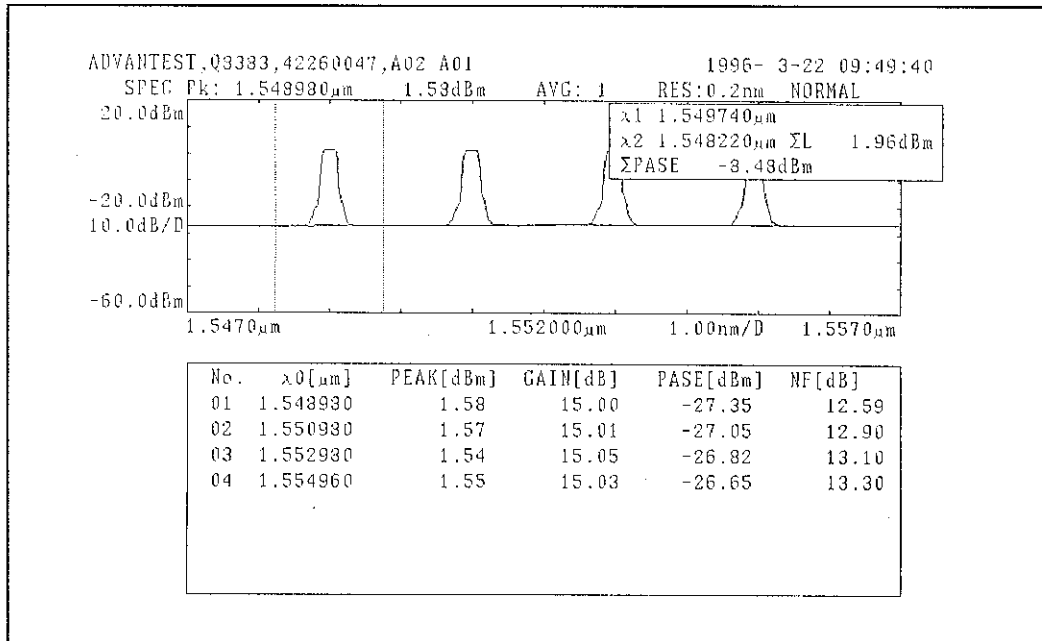 ADVANTEST,Q8383,42260047,A02 A01 1996- 3-22 09:49:40
SPEC Pk: 1.548980μm 1.58dBm AVG: 1 RES:0.2nm NORMAL
λ1 1.549740μm
λ2 1.548220μm ΣL 1.96dBm
ΣPASE -8.48dBm
20.0dBm
-20.0dBm
10.0dB/D
-60.0dBm
1.5470μm 1.552000μm 1.00nm/D 1.5570μm
No. λ0[μm] PEAK[dBm] GAIN[dB] PASE[dBm] NF[dB]
01 1.548980 1.58 15.00 -27.35 12.59
02 1.550980 1.57 15.01 -27.05 12.90
03 1.552980 1.54 15.05 -26.82 13.10
04 1.554960 1.55 15.03 -26.65 13.30